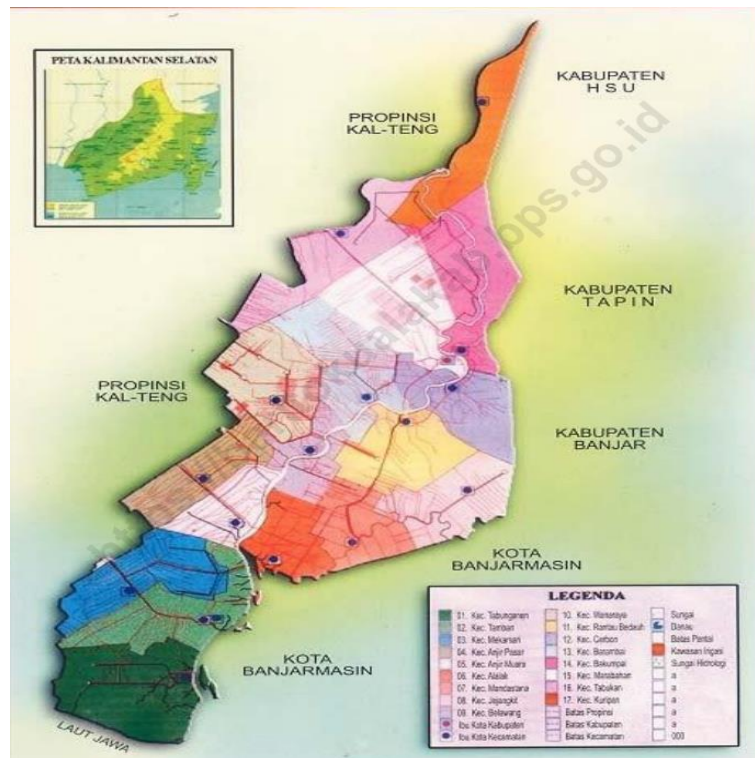 PETA KALIMANTAN SELATAN
KABUPATEN
H S U
PROPINSI
KAL-TENG
KABUPATEN
T A P I N
PROPINSI
KAL-TENG
KABUPATEN
BANJAR
KOTA
BANJARMASIN
KOTA
BANJARMASIN
LAUT JAWA
LEGENDA
01. Kec. Tabunganen
02. Kec. Tamban
03. Kec. Mekarsari
04. Kec. Anjir Pasar
05. Kec. Anjir Muara
06. Kec. Alalak
07. Kec. Mandastana
08. Kec. Jejangkit
09. Kec. Belawang
Ibu Kota Kabupaten
Ibu Kota Kecamatan
10. Kec. Wanaraya
11. Kec. Rantau Bedauh
12. Kec. Cerbon
13. Kec. Barambai
14. Kec. Bakumpai
15. Kec. Marabahan
16. Kec. Tabukan
17. Kec. Kuripan
Batas Propinsi
Batas Kabupaten
Batas Kecamatan
Sungai
Danau
Batas Pantai
Kawasan Irigasi
Sungai Hidrologi
a
a
a
a
000